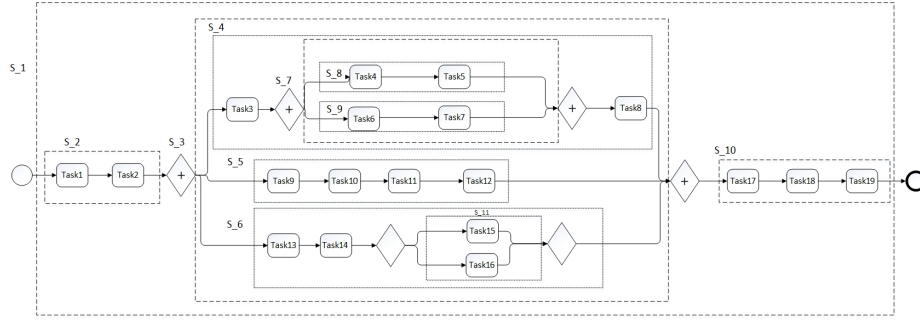 S_1
S_4
S_7
S_8
Task4
Task5
Task3
+
+
Task8
S_9
Task6
Task7
S_2
S_3
S_5
S_10
Task1
Task2
+
Task9
Task10
Task11
Task12
+
Task17
Task18
Task19
S_6
S_11
Task13
Task14
Task15
Task16